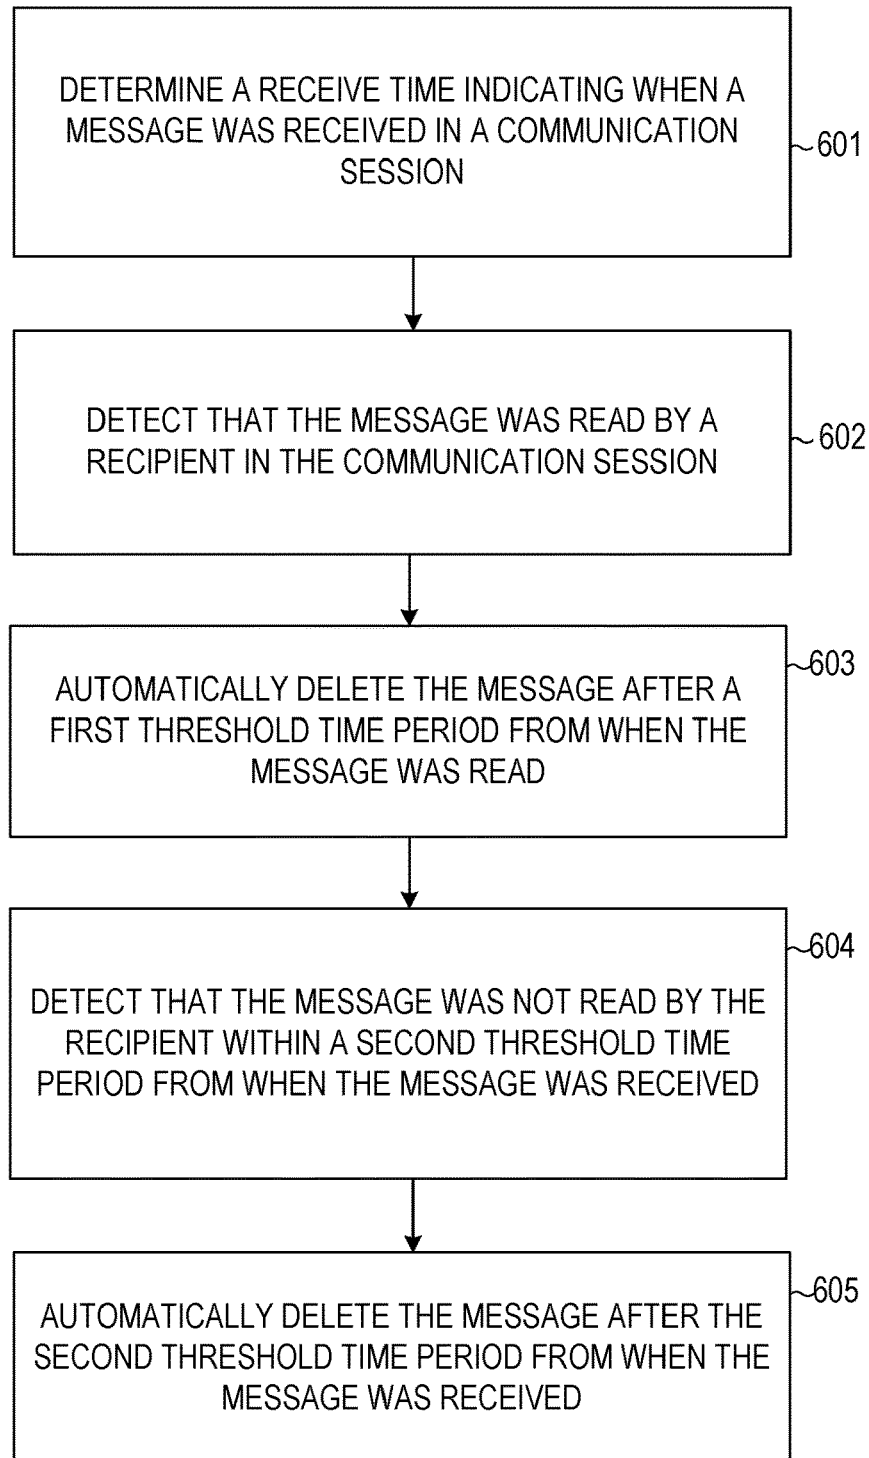 DETERMINE A RECEIVE TIME INDICATING WHEN A
MESSAGE WAS RECEIVED IN A COMMUNICATION
SESSION
601
DETECT THAT THE MESSAGE WAS READ BY A
RECIPIENT IN THE COMMUNICATION SESSION
602
AUTOMATICALLY DELETE THE MESSAGE AFTER A
FIRST THRESHOLD TIME PERIOD FROM WHEN THE
MESSAGE WAS READ
603
DETECT THAT THE MESSAGE WAS NOT READ BY THE
RECIPIENT WITHIN A SECOND THRESHOLD TIME
PERIOD FROM WHEN THE MESSAGE WAS RECEIVED
604
AUTOMATICALLY DELETE THE MESSAGE AFTER THE
SECOND THRESHOLD TIME PERIOD FROM WHEN THE
MESSAGE WAS RECEIVED
605